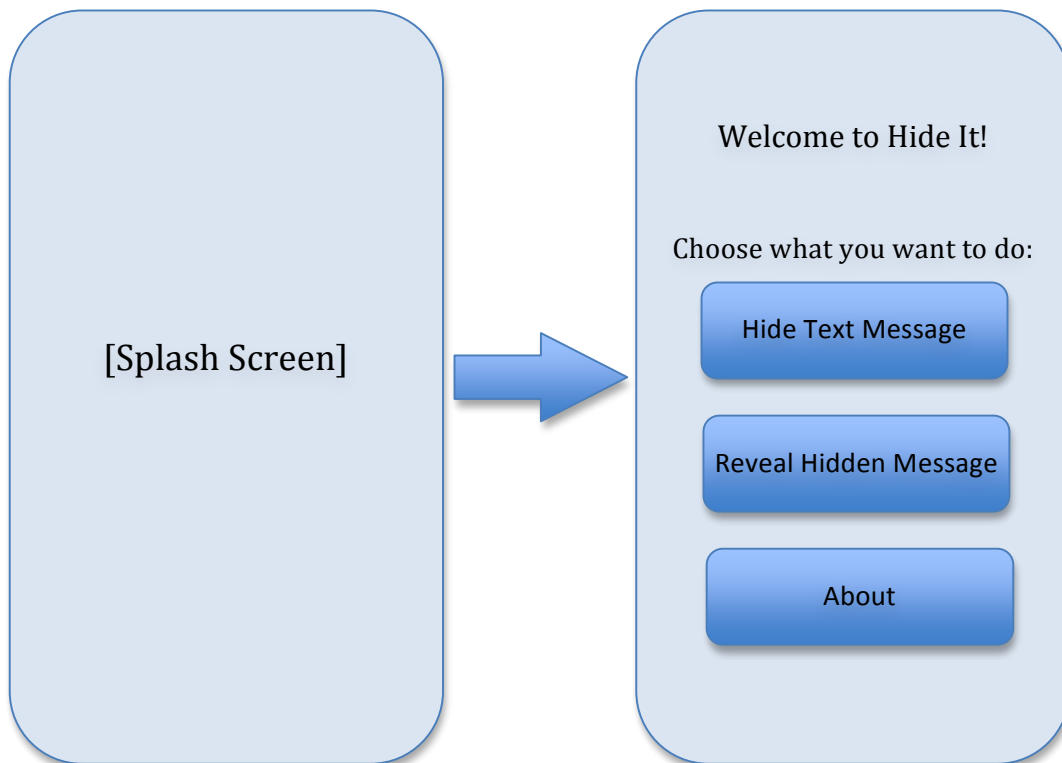 [Splash Screen]
Welcome to Hide It!
Choose what you want to do:
Hide Text Message
Reveal Hidden Message
About